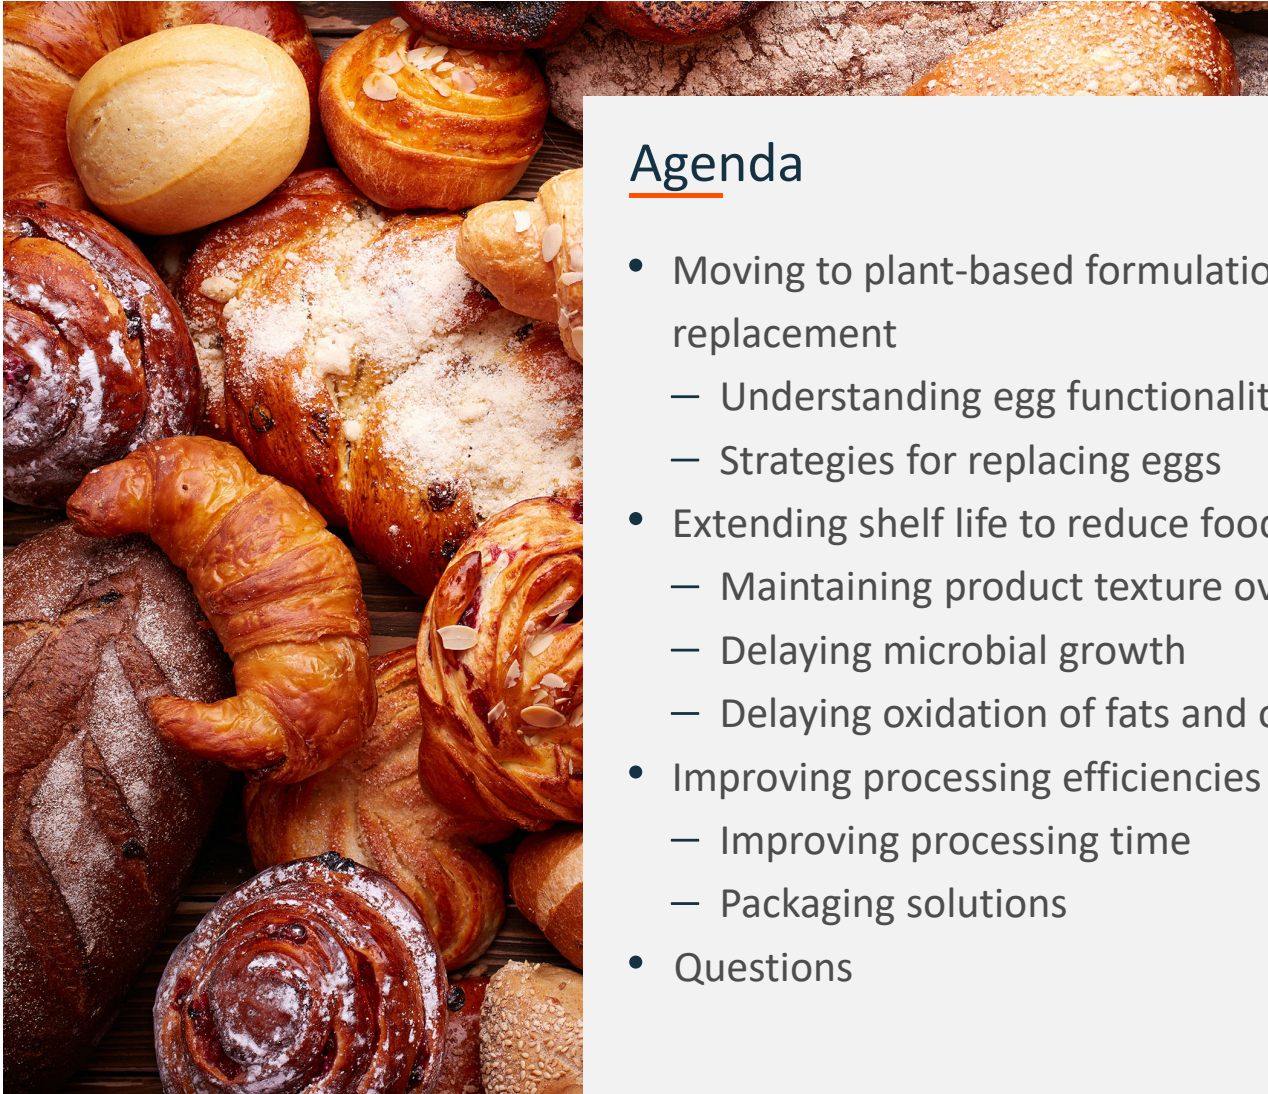 Agenda
• Moving to plant-based formulatio
replacement
– Understanding egg functionalit
– Strategies for replacing eggs
• Extending shelf life to reduce food
– Maintaining product texture ov
– Delaying microbial growth
– Delaying oxidation of fats and
• Improving processing efficiencies
– Improving processing time
– Packaging solutions
• Questions